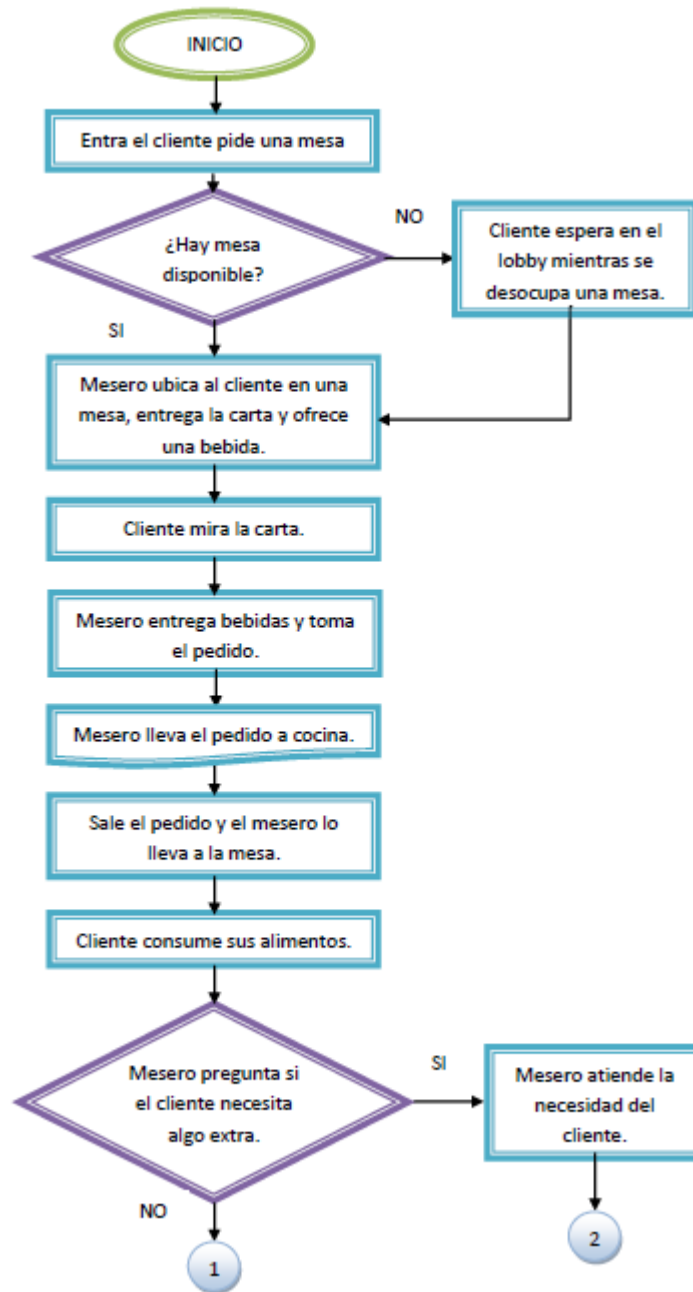 INICIO
Entra el cliente pide una mesa
¿Hay mesa
disponible?
NO
Cliente espera en el
lobby mientras se
desocupa una mesa.
SI
Mesero ubica al cliente en una
mesa, entrega la carta y ofrece
una bebida.
Cliente mira la carta.
Mesero entrega bebidas y toma
el pedido.
Mesero lleva el pedido a cocina.
Sale el pedido y el mesero lo
lleva a la mesa.
Cliente consume sus alimentos.
Mesero pregunta si
el cliente necesita
algo extra.
SI
Mesero atiende la
necesidad del
cliente.
NO
1
2